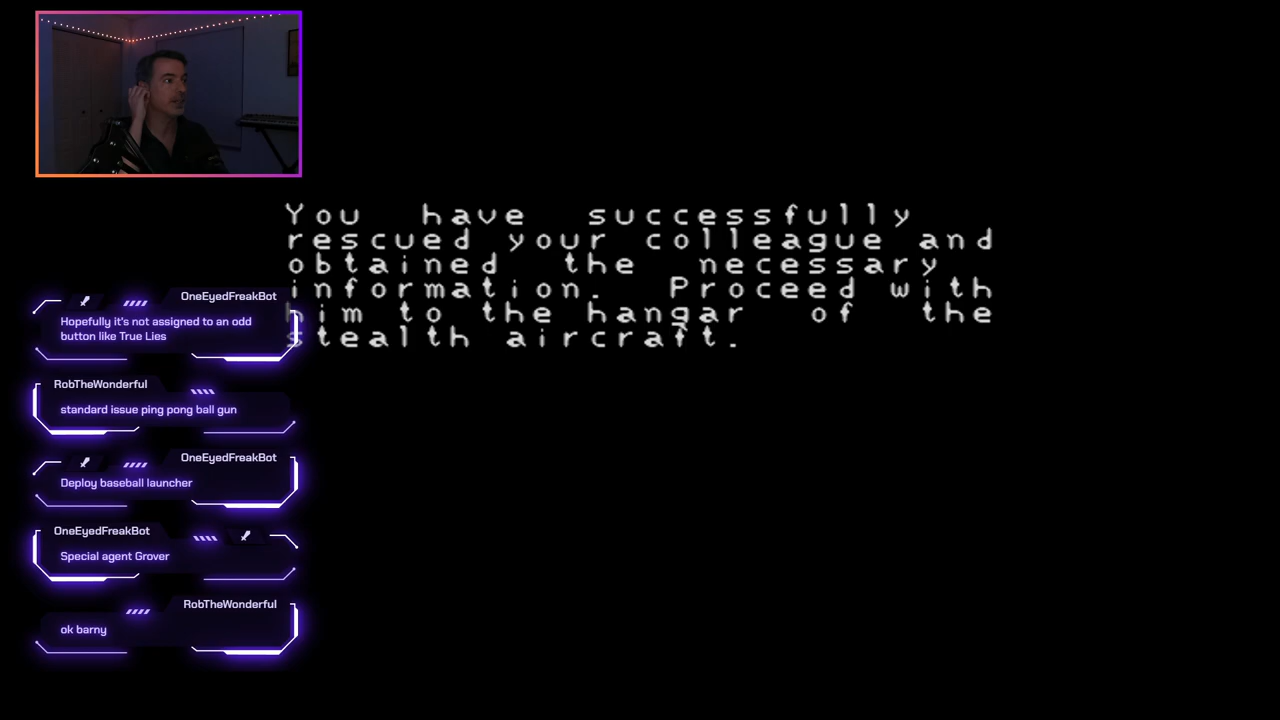 You have successfully
rescued your colleague and
obtained the necessary
information. Proceed with
him to the hangar of the
stealth aircraft.
OneEyedFreakBot
Hopefully it's not assigned to an odd
button like True Lies
RobTheWonderful
standard issue ping pong ball gun
OneEyedFreakBot
Deploy baseball launcher
OneEyedFreakBot
Special agent Grover
RobTheWonderful
ok barny